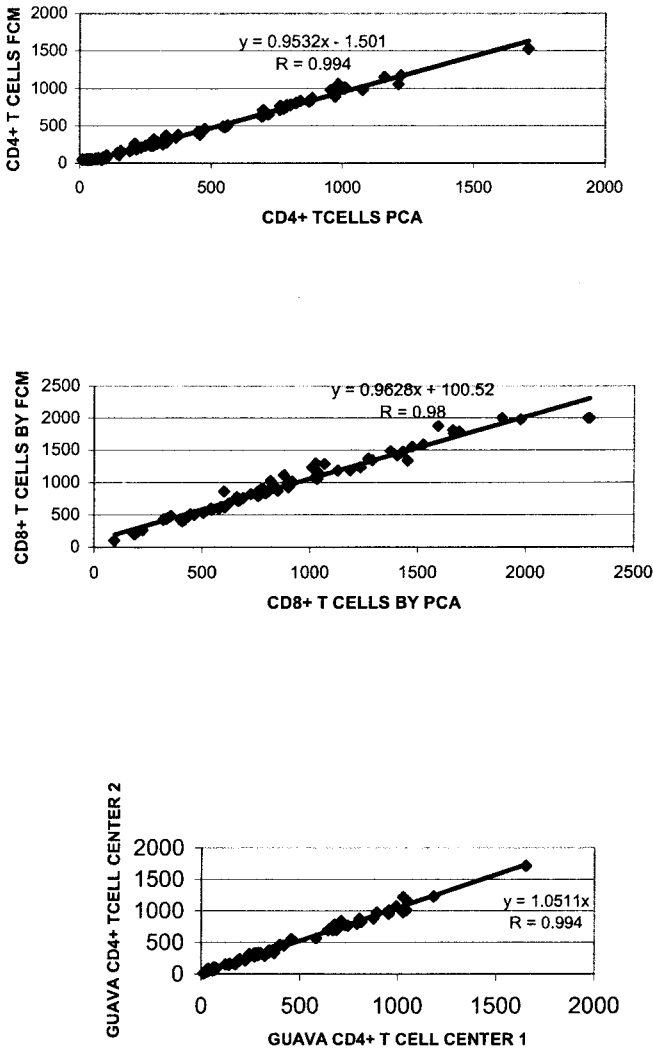 CD4+ T CELLS FCM
2000
1500
1000
500
0
y = 0.9532x - 1.501
R = 0.994
0 500 1000 1500 2000
CD4+ TCELLS PCA
CD8+ T CELLS BY FCM
2500
2000
1500
1000
500
0
y = 0.9628x + 100.52
R = 0.98
0 500 1000 1500 2000 2500
CD8+ T CELLS BY PCA
GUAVA CD4+ TCELL CENTER 2
2000
1500
1000
500
0
y = 1.0511x
R = 0.994
0 500 1000 1500 2000
GUAVA CD4+ T CELL CENTER 1